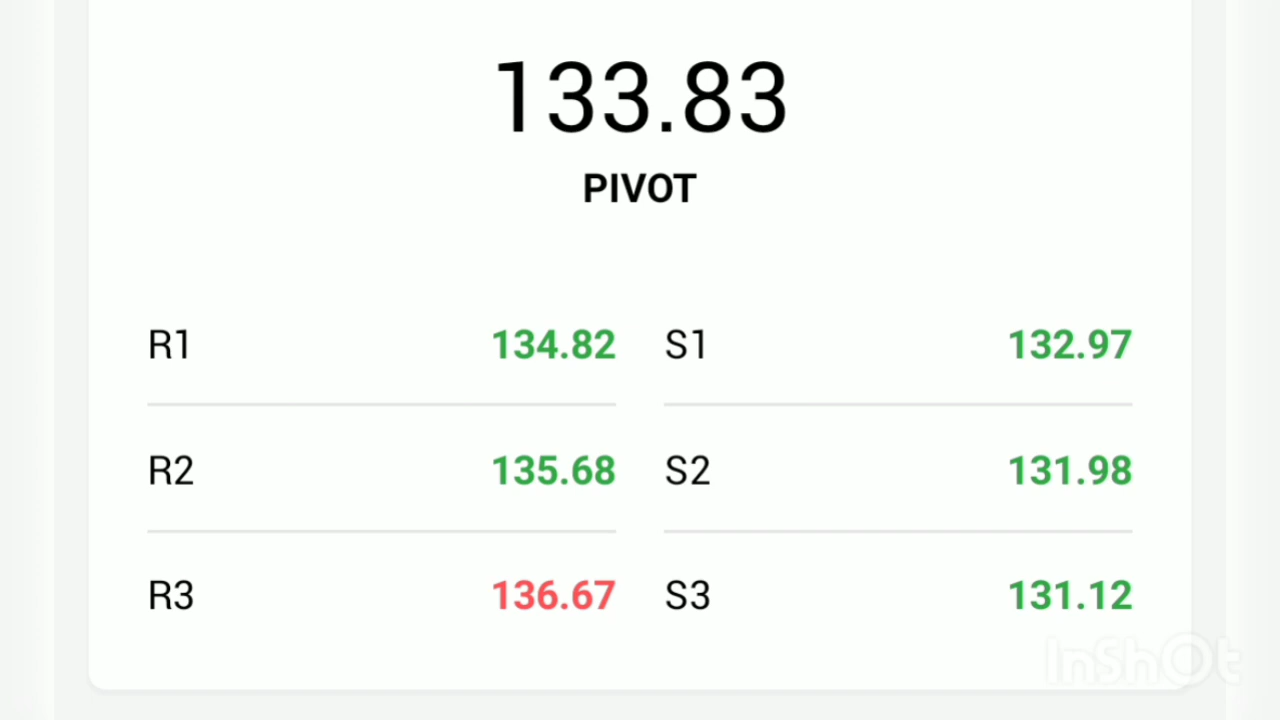 133.83
PIVOT
R1 134.82 S1 132.97
R2 135.68 S2 131.98
R3 136.67 S3 131.12
InShOt